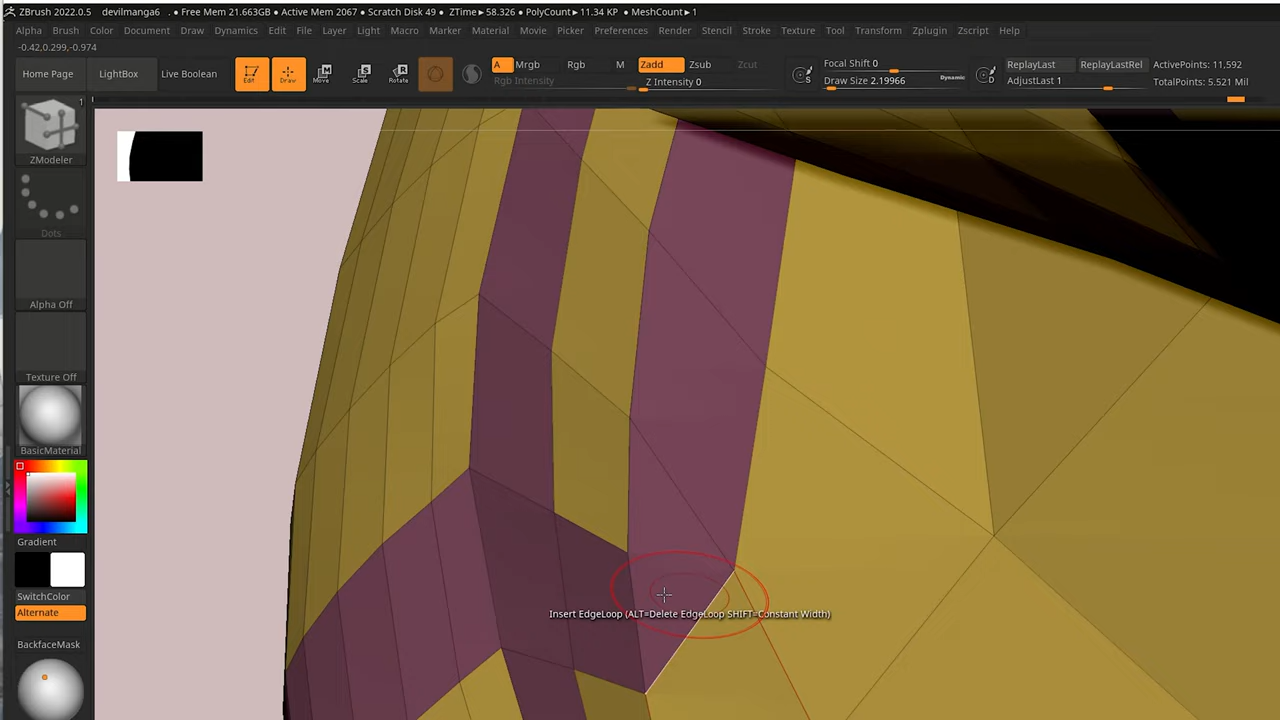 ZBrush 2022.0.5 devilmanga6 . • Free Mem 21.663GB • Active Mem 2067 • Scratch Disk 49 • ZTime▸58.326 • PolyCount▸11.34 KP • MeshCount▸1
Alpha Brush Color Document Draw Dynamics Edit File Layer Light Macro Marker Material Movie Picker Preferences Render Stencil Stroke Texture Tool Transform Zplugin Zscript Help
-0.42,0.299,-0.974
Home Page LightBox Live Boolean Edit Draw Move Scale Rotate A Mrgb Rgb M Zadd Zsub Zcut Focal Shift 0 ReplayLast ReplayLastRel ActivePoints: 11,592
Rgb Intensity Z Intensity 0 S Draw Size 2.19966 Dynamic D AdjustLast 1 TotalPoints: 5.521 Mil
1
ZModeler
Dots
Alpha Off
Texture Off
BasicMaterial
Gradient
SwitchColor
Alternate
BackfaceMask
Insert EdgeLoop (ALT=Delete EdgeLoop SHIFT=Constant Width)